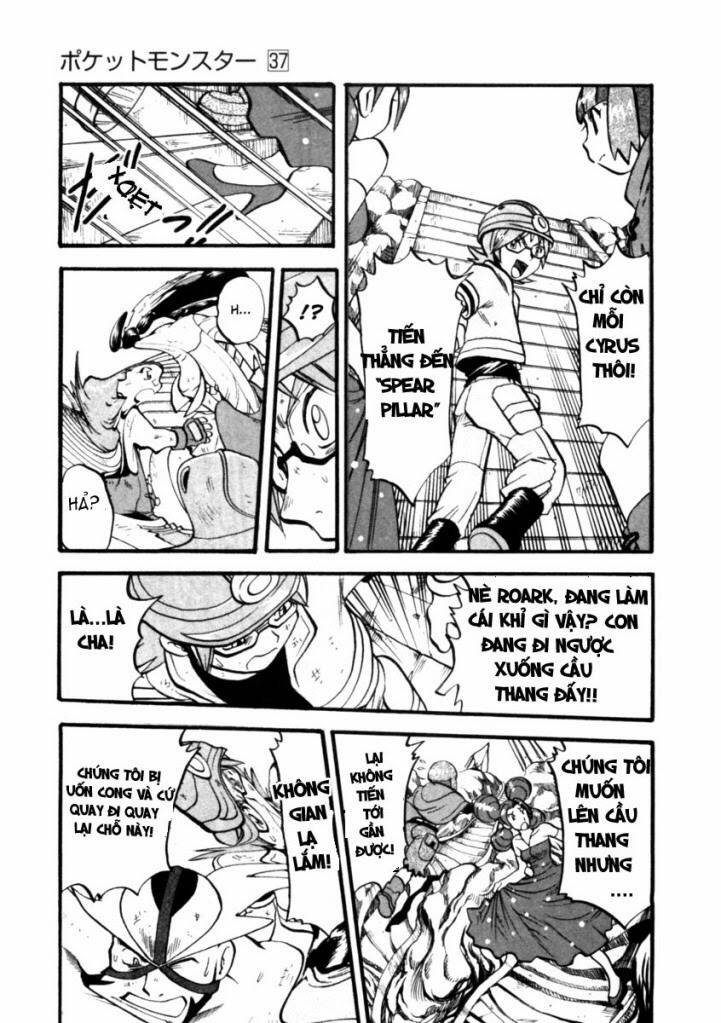 ポケットモンスター 37
CHỈ CÒN
MỖI
CYRUS
THÔI!
TIẾN
THẲNG ĐẾN
"SPEAR
PILLAR"
XOẸT
!?
H...
HẢ?
NÈ ROARK, ĐANG LÀM
CÁI KHỈ GÌ VẬY? CON
ĐANG ĐI NGƯỢC
XUỐNG CẦU
THANG ĐẤY!!
LÀ...LÀ
CHA!
CHÚNG TÔI
MUỐN
LÊN CẦU
THANG
NHƯNG
....
LẠI
KHÔNG
TIẾN
TỚI
GẦN
ĐƯỢC!
KHÔNG
GIAN
LẠ
LẮM!
CHÚNG TÔI BỊ
UỐN CONG VÀ CỨ
QUAY ĐI QUAY
LẠI CHỖ NÀY!